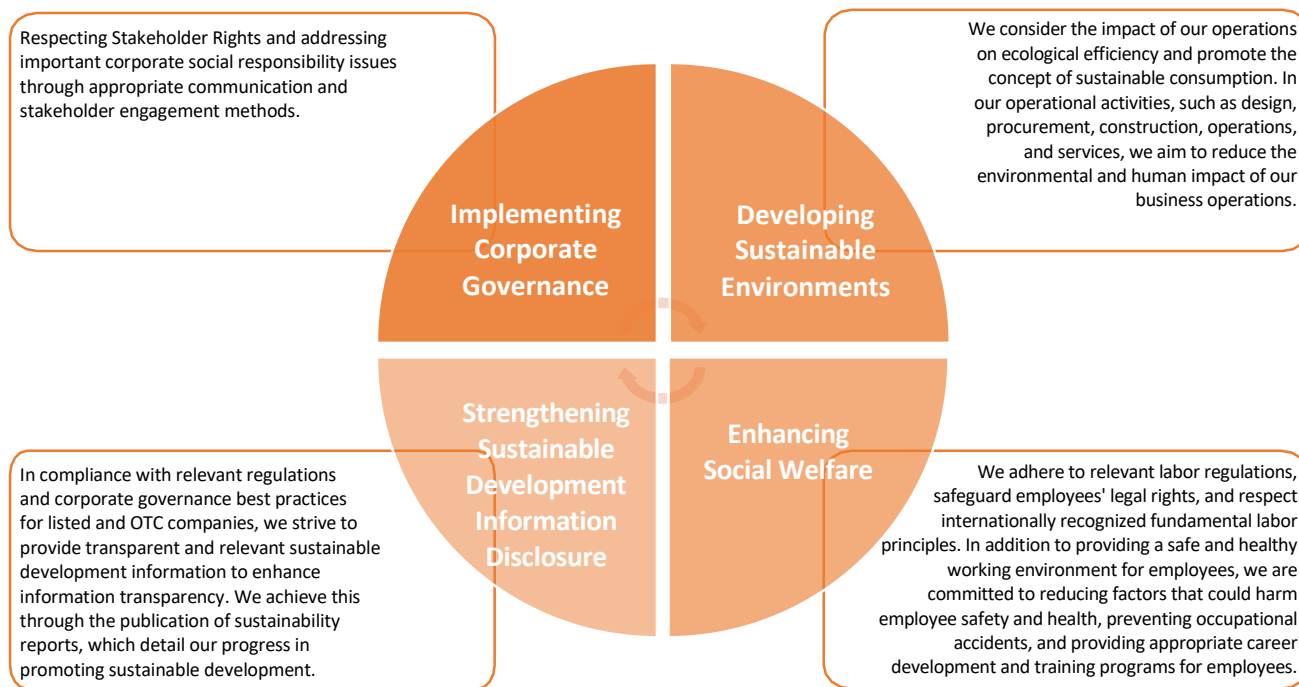 Respecting Stakeholder Rights and addressing
important corporate social responsibility issues
through appropriate communication and
stakeholder engagement methods.
We consider the impact of our operations
on ecological efficiency and promote the
concept of sustainable consumption. In
our operational activities, such as design,
procurement, construction, operations,
and services, we aim to reduce the
environmental and human impact of our
business operations.
Implementing
Corporate
Governance
Developing
Sustainable
Environments
Strengthening
Sustainable
Development
Information
Disclosure
Enhancing
Social Welfare
In compliance with relevant regulations
and corporate governance best practices
for listed and OTC companies, we strive to
provide transparent and relevant sustainable
development information to enhance
information transparency. We achieve this
through the publication of sustainability
reports, which detail our progress in
promoting sustainable development.
We adhere to relevant labor regulations,
safeguard employees' legal rights, and respect
internationally recognized fundamental labor
principles. In addition to providing a safe and healthy
working environment for employees, we are
committed to reducing factors that could harm
employee safety and health, preventing occupational
accidents, and providing appropriate career
development and training programs for employees.